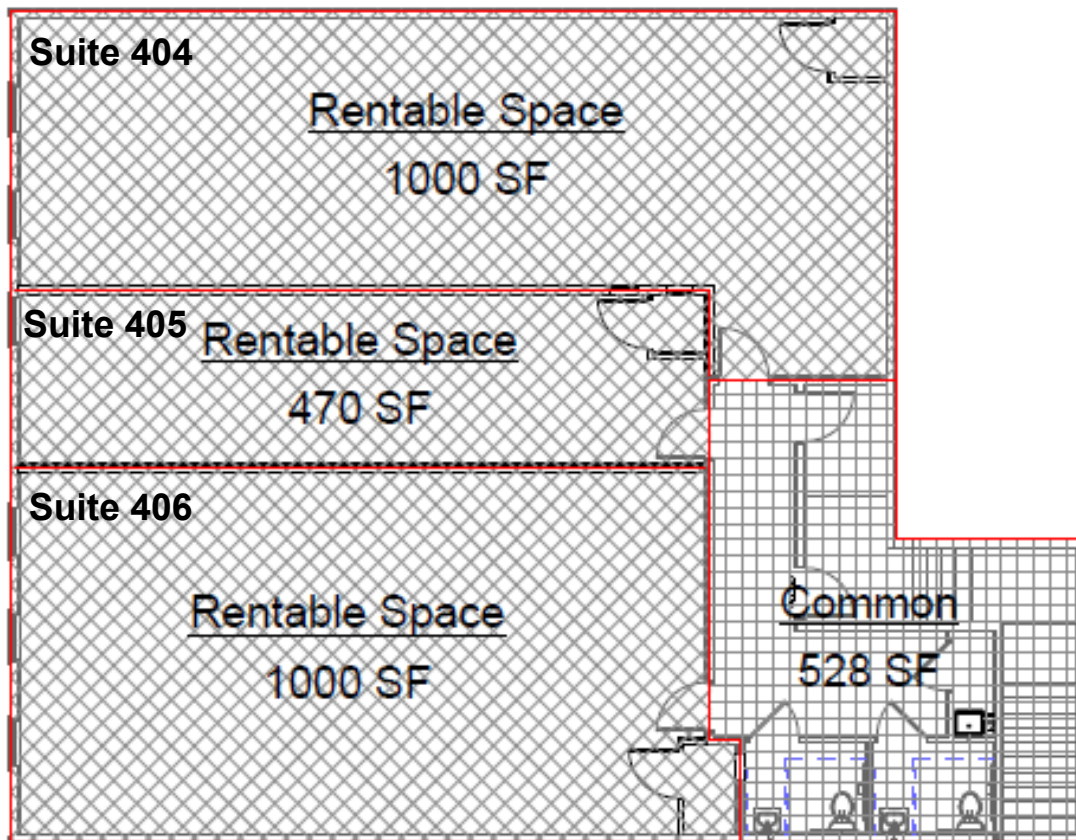 Suite 404
Rentable Space
1000 SF
Suite 405
Rentable Space
470 SF
Suite 406
Rentable Space
1000 SF
Common
528 SF